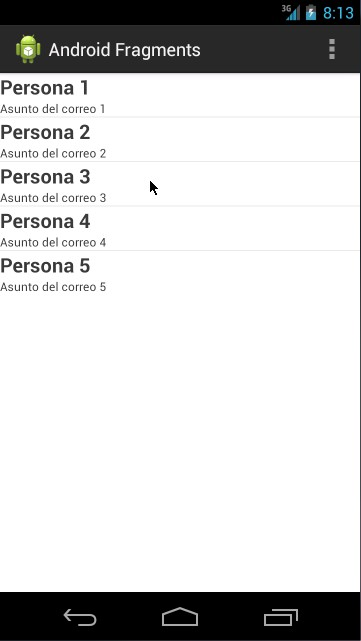 3G 8:13
Android Fragments
Persona 1
Asunto del correo 1
Persona 2
Asunto del correo 2
Persona 3
Asunto del correo 3
Persona 4
Asunto del correo 4
Persona 5
Asunto del correo 5